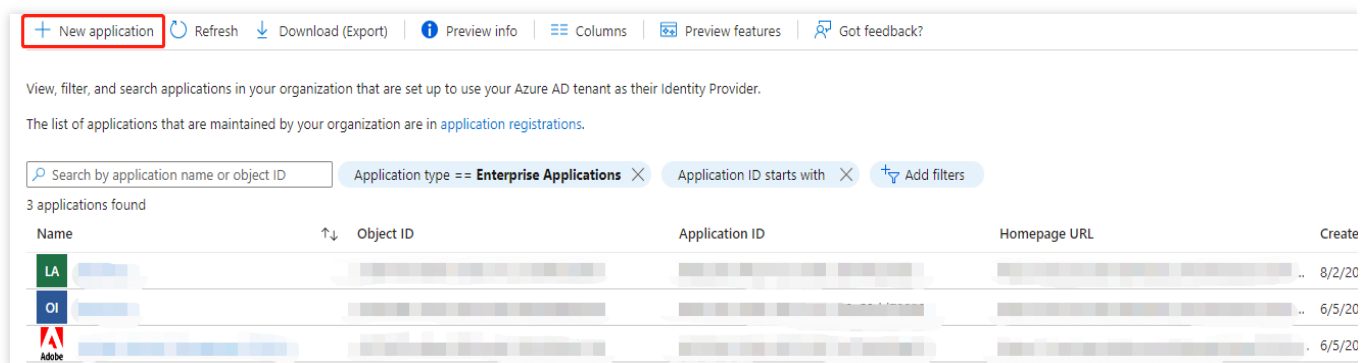 New application Refresh Download (Export) Preview info Columns Preview features Got feedback?
View, filter, and search applications in your organization that are set up to use your Azure AD tenant as their Identity Provider.
The list of applications that are maintained by your organization are in application registrations.
Search by application name or object ID Application type == Enterprise Applications Application ID starts with Add filters
3 applications found
Name Object ID Application ID Homepage URL Create
LA .. 8/2/20
OI .. 6/5/20
Adobe . 6/5/20